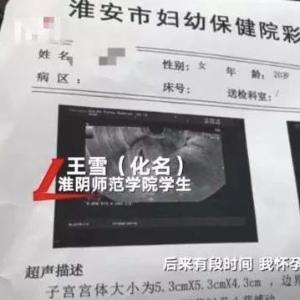 淮安市妇幼保健院彩
姓名
性别：女 年龄：20岁
病区：
床号： 送检科室：/
王雪（化名）
淮阴师范学院学生
后来有段时间 我怀孕
超声描述
子宫宫体大小为5.3cmX5.3cmX4.3cm，边界